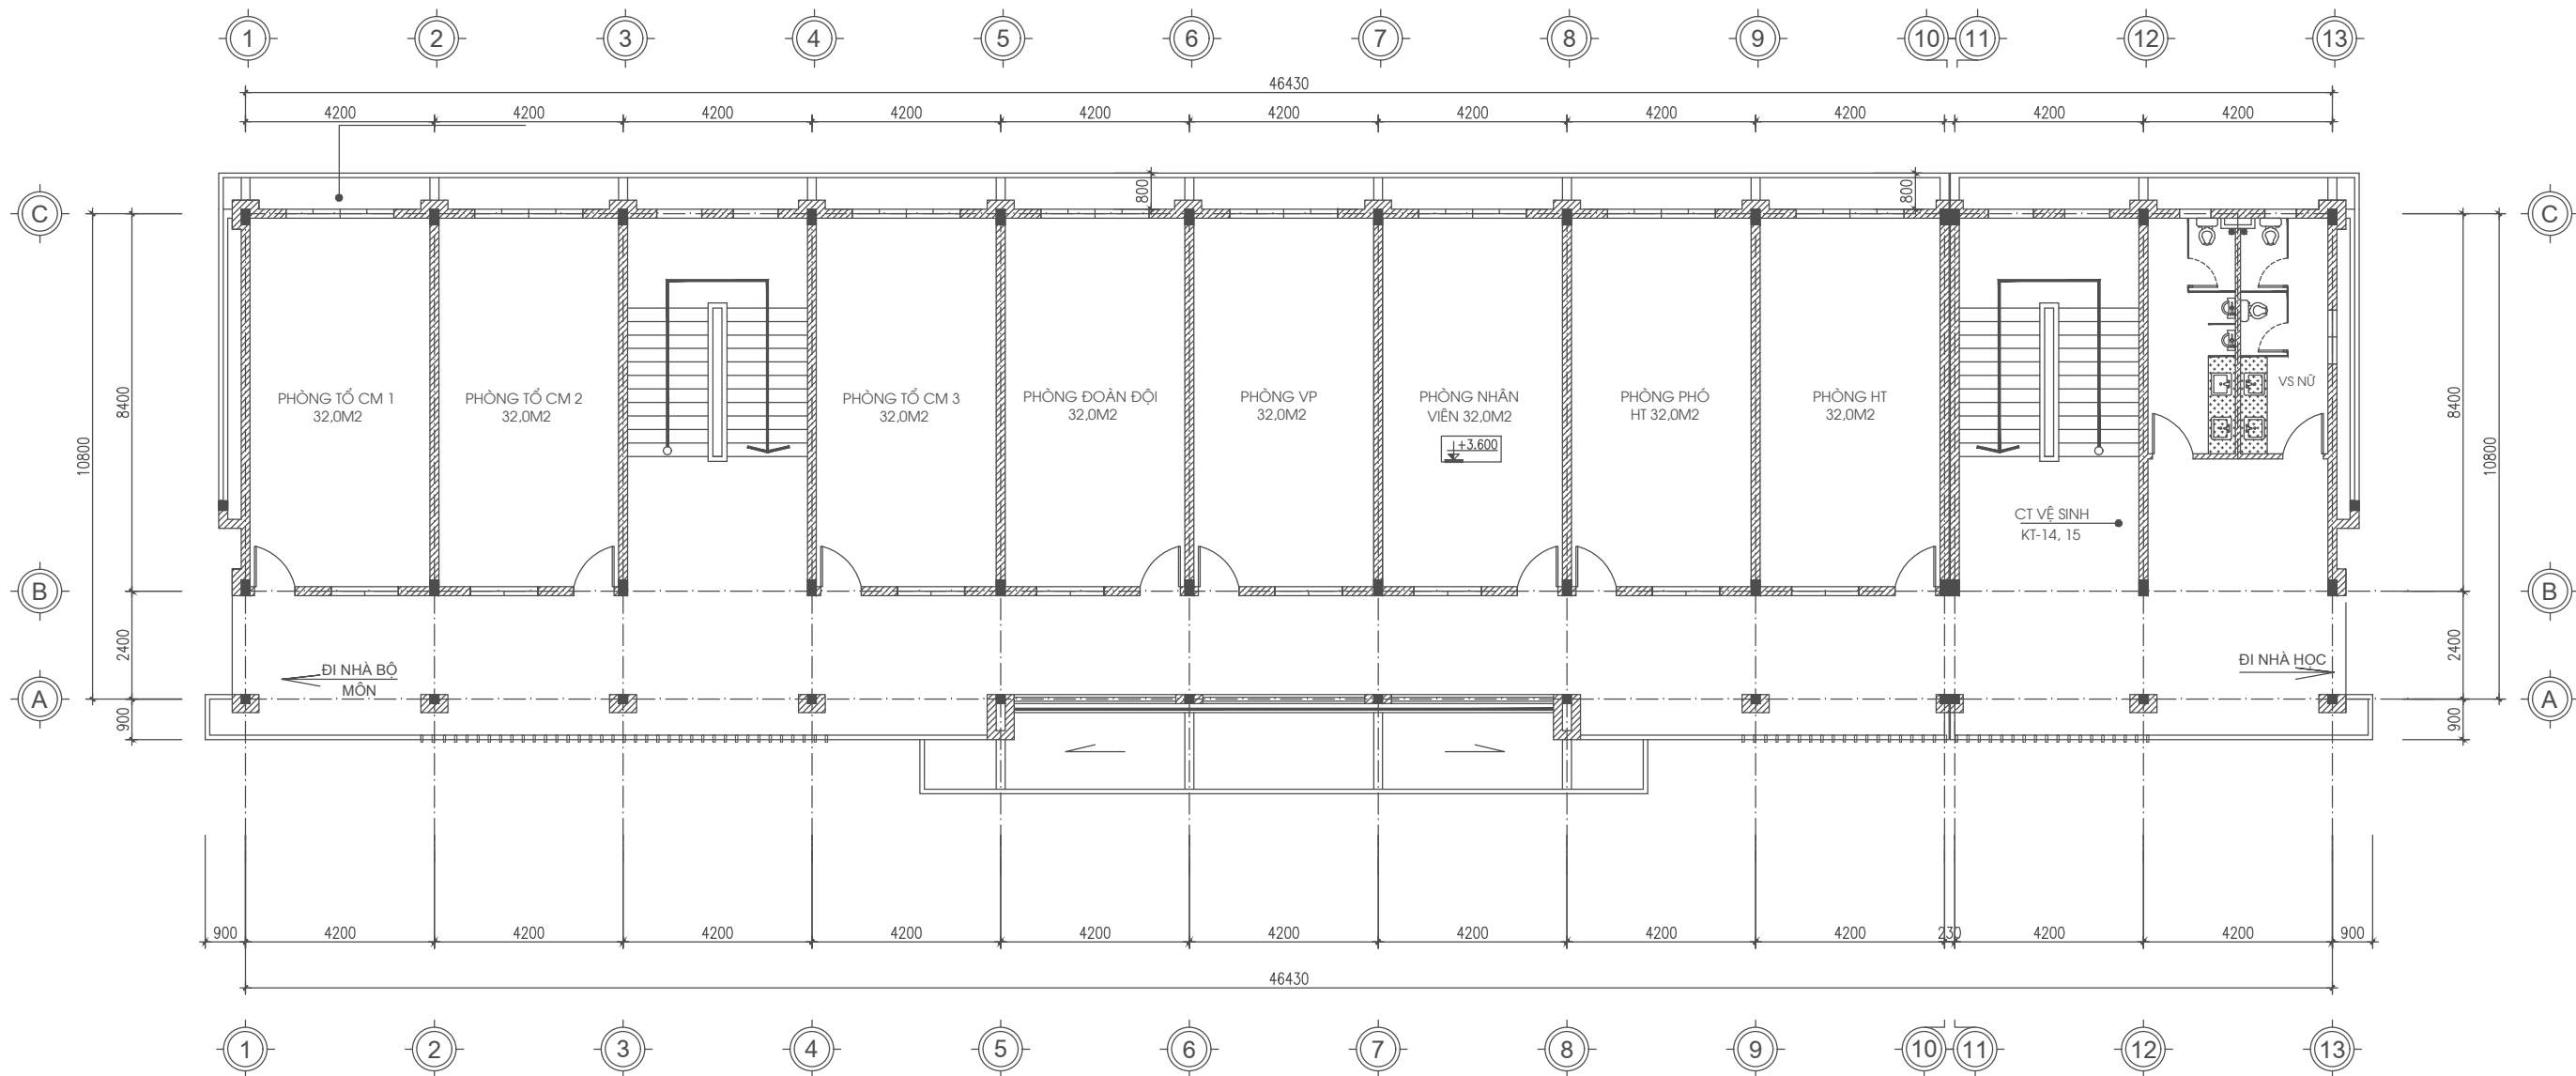 1 2 3 4 5 6 7 8 9 10 11 12 13
46430
4200 4200 4200 4200 4200 4200 4200 4200 4200 4200 4200
800 800
C C
PHÒNG TỔ CM 1
32,0M2
PHÒNG TỔ CM 2
32,0M2
PHÒNG TỔ CM 3
32,0M2
PHÒNG ĐOÀN ĐỘI
32,0M2
PHÒNG VP
32,0M2
PHÒNG NHÂN
VIÊN 32,0M2
+3.600
PHÒNG PHÓ
HT 32,0M2
PHÒNG HT
32,0M2
VS NỮ
CT VỆ SINH
KT-14, 15
8400 8400
10800 10800
B B
2400 2400
ĐI NHÀ BỘ
MÔN
ĐI NHÀ HỌC
A A
900 900
900 4200 4200 4200 4200 4200 4200 4200 4200 4200 230 4200 4200 900
46430
1 2 3 4 5 6 7 8 9 10 11 12 13